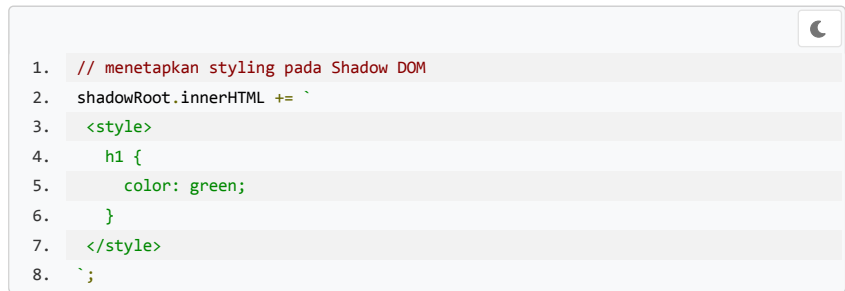 1. // menetapkan styling pada Shadow DOM
2. shadowRoot.innerHTML += `
3. <style>
4. h1 {
5. color: green;
6. }
7. </style>
8. `;